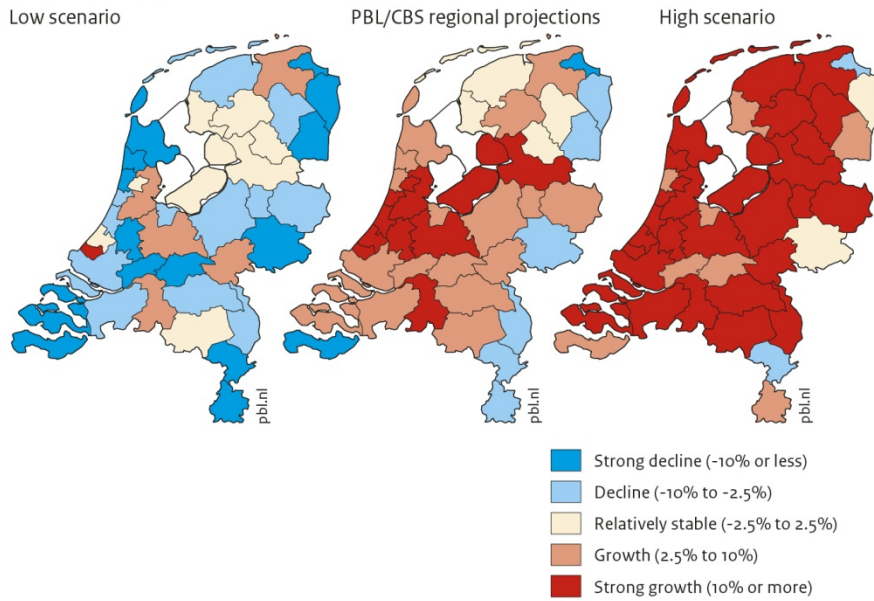 Low scenario
PBL/CBS regional projections
High scenario
pbl.nl
pbl.nl
Strong decline (-10% or less)
Decline (-10% to -2.5%)
Relatively stable (-2.5% to 2.5%)
Growth (2.5% to 10%)
Strong growth (10% or more)